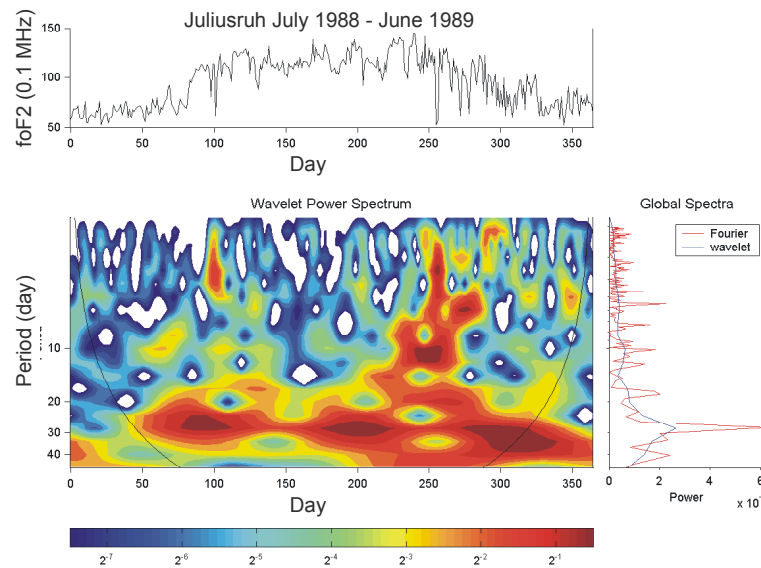 Juliusruh July 1988 - June 1989
foF2 (0.1 MHz)
150
100
50
0 50 100 150 200 250 300 350
Day
Wavelet Power Spectrum
Global Spectra
Fourier
wavelet
Period (day)
10
20
30
40
0 50 100 150 200 250 300 350
Day
0 2 4 6
Power
x 10
2-7 2-6 2-5 2-4 2-3 2-2 2-1